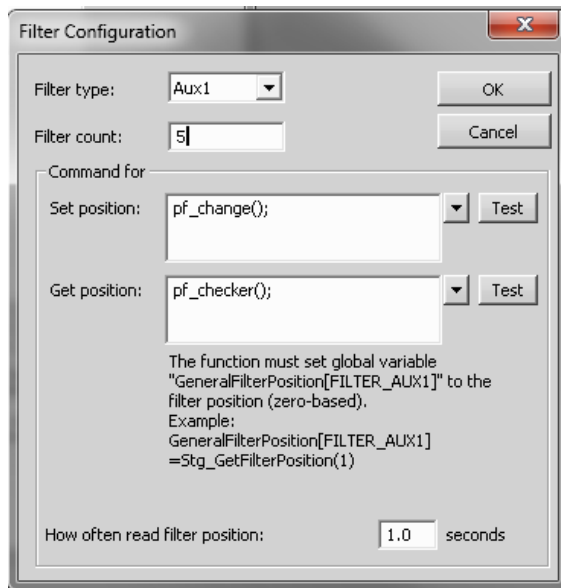 Filter Configuration
Filter type:
Aux1
OK
Filter count:
5
Cancel
Command for
Set position:
pf_change();
Test
Get position:
pf_checker();
Test
The function must set global variable
"GeneralFilterPosition[FILTER_AUX1]" to the
filter position (zero-based).
Example:
GeneralFilterPosition[FILTER_AUX1]
=Stg_GetFilterPosition(1)
How often read filter position:
1.0
seconds